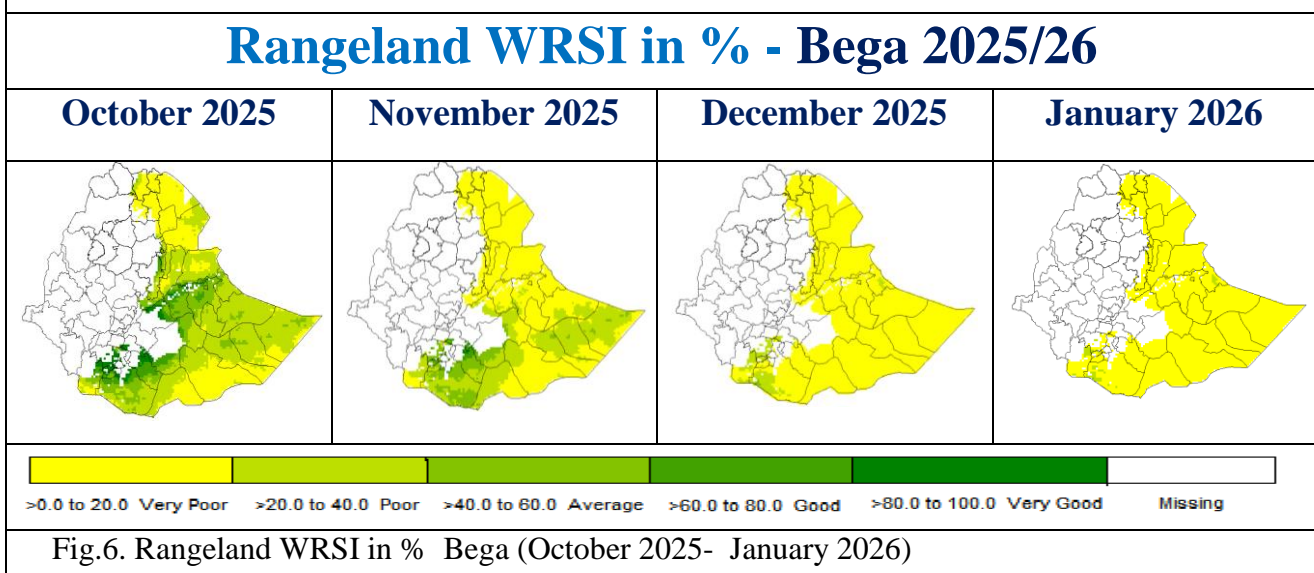 Rangeland WRSI in % - Bega 2025/26
October 2025
November 2025
December 2025
January 2026
>0.0 to 20.0 Very Poor
>20.0 to 40.0 Poor
>40.0 to 60.0 Average
>60.0 to 80.0 Good
>80.0 to 100.0 Very Good
Missing
Fig.6. Rangeland WRSI in % Bega (October 2025- January 2026)